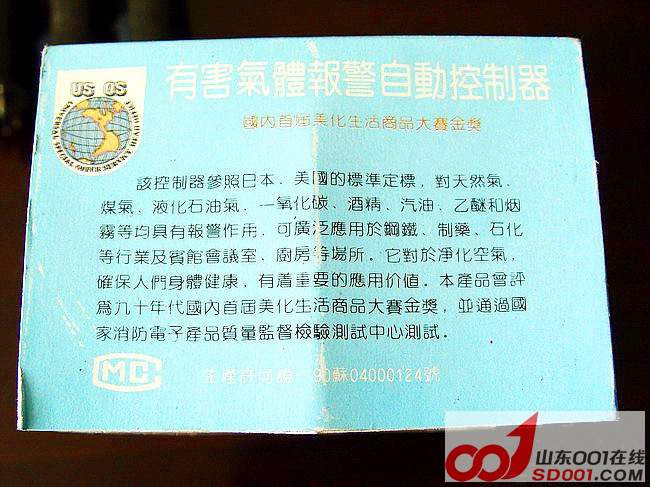 US OS
有害氣體報警自動控制器
國内首屆美化生活商品大賽金獎
該控制器參照日本、美國的標準定標，對天然氣、
煤氣、液化石油氣、一氧化碳、酒精、汽油、乙醚和烟
霧等均具有報警作用，可廣泛應用於鋼鐵、制藥、石化
等行業及賓館會議室、廚房等場所．它對於净化空氣，
確保人們身體健康，有着重要的應用价值．本產品曾評
爲九十年代國内首屆美化生活商品大賽金獎，並通過國
家消防電子產品質量監督檢驗測試中心測試．
MC
生產許可證 90蘇04000124號
山东001在线
SD001.com